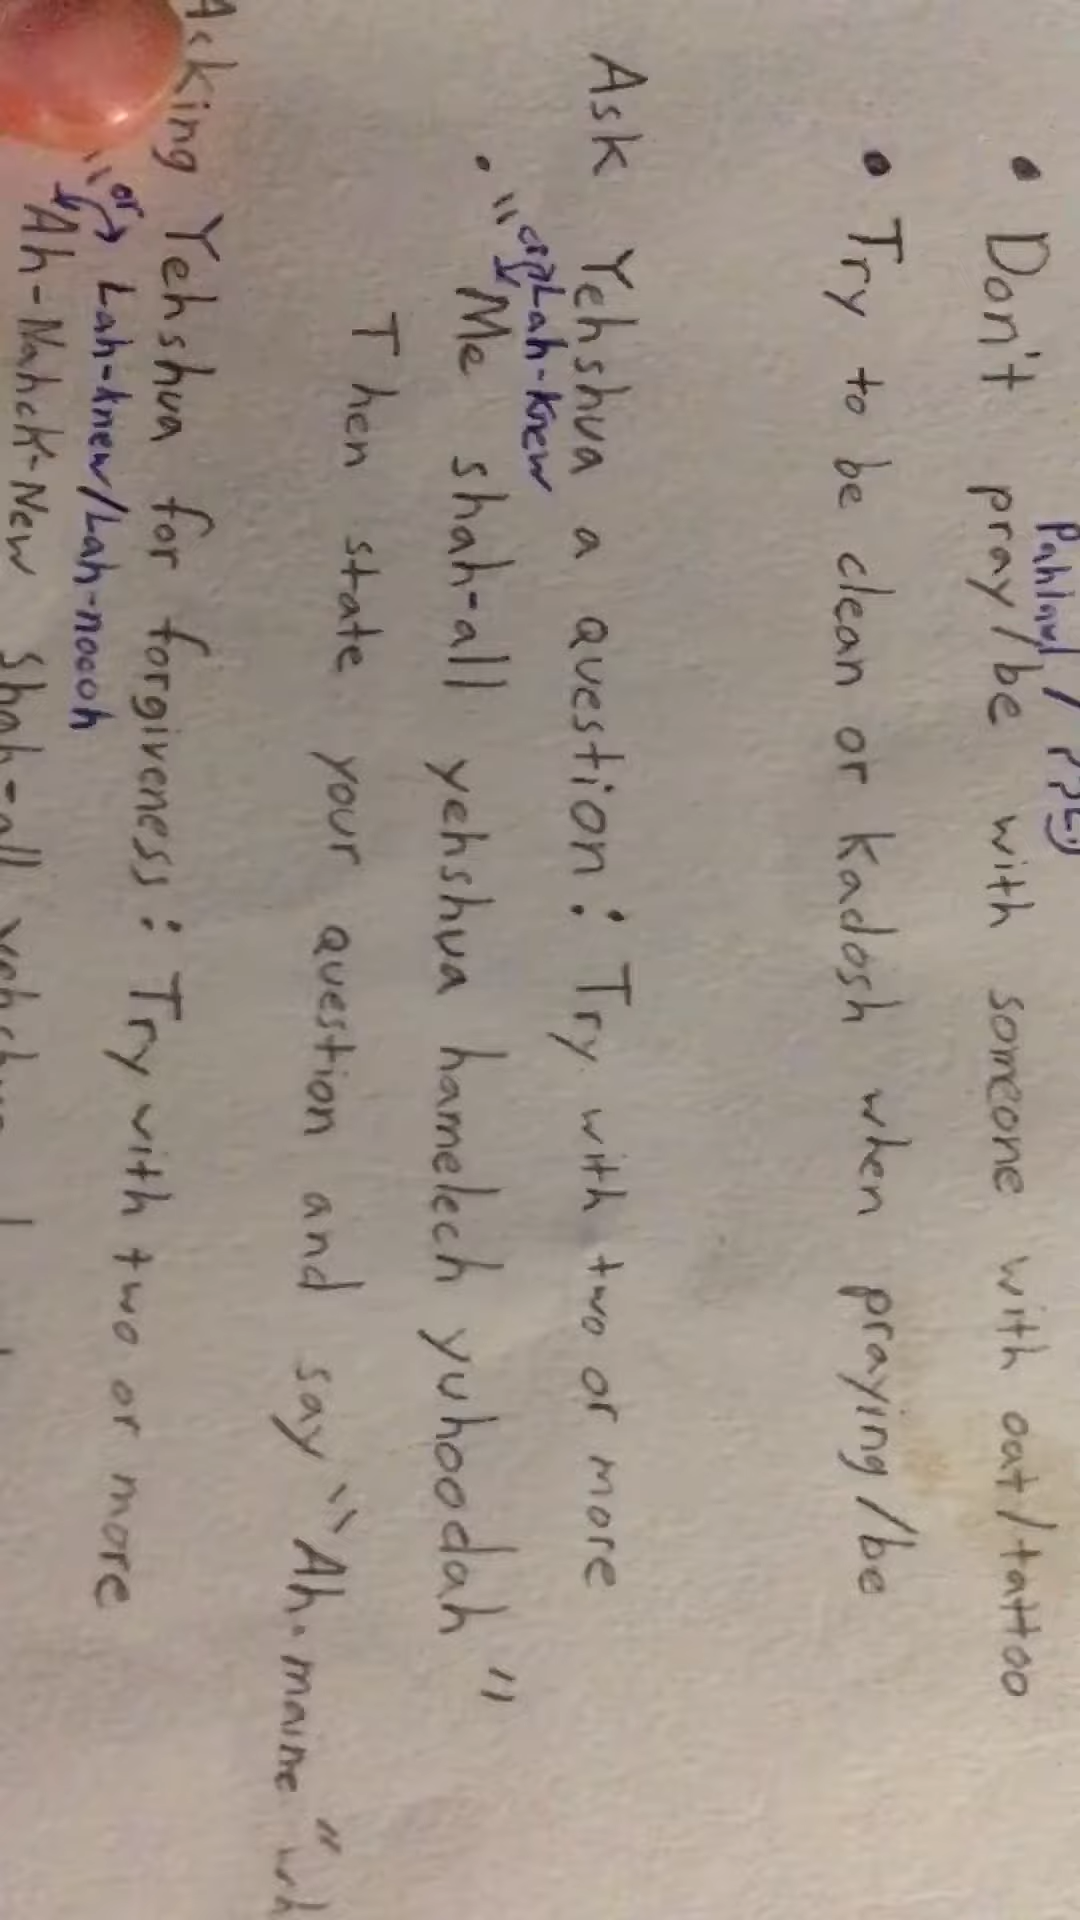 Pahlawl /
• Don't pray/be with someone with oat/tattoo
• Try to be clean or Kadosh when praying/be
Ask Yehshua a question: Try with two or more
Lah-knew
• "Me shah-all yehshua hamelech yuhoodah"
Then state your question and say "Ah-maine"
Asking Yehshua for forgiveness: Try with two or more
or → Lah-knew/Lah-noooh
"Ah-Nahck-New shah-all